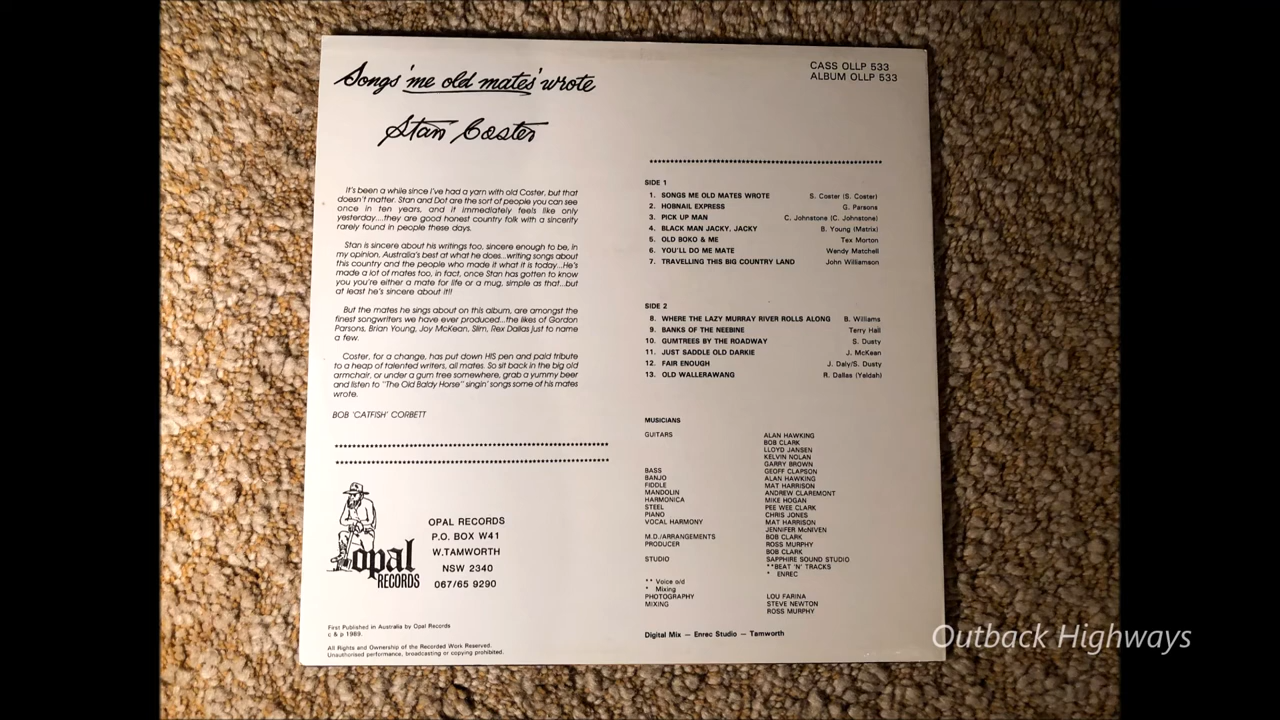 Songs 'me old mates' wrote
Stan Coster
CASS OLLP 533
ALBUM OLLP 533
It's been a while since I've had a yarn with old Coster, but that
doesn't matter. Stan and Dot are the sort of people you can see
once in ten years, and it immediately feels like only
yesterday....they are good honest country folk with a sincerity
rarely found in people these days.
Stan is sincere about his writings too, sincere enough to be, in
my opinion, Australia's best at what he does...writing songs about
this country and the people who made it what it is today...He's
made a lot of mates too, in fact, once Stan has gotten to know
you you're either a mate for life or a mug, simple as that...but
at least he's sincere about it!!
But the mates he sings about on this album, are amongst the
finest songwriters we have ever produced...the likes of Gordon
Parsons, Brian Young, Joy McKean, Slim, Rex Dallas just to name
a few.
Coster, for a change, has put down HIS pen and paid tribute
to a heap of talented writers, all mates. So sit back in the big old
armchair, or under a gum tree somewhere, grab a yummy beer
and listen to "The Old Baldy Horse" singin' songs some of his mates
wrote.
BOB 'CATFISH' CORBETT
opal
RECORDS
OPAL RECORDS
P.O. BOX W41
W.TAMWORTH
NSW 2340
067/65 9290
First Published in Australia by Opal Records
c & p 1989.
All Rights and Ownership of the Recorded Work Reserved.
Unauthorised performance, broadcasting or copying prohibited.
SIDE 1
1. SONGS ME OLD MATES WROTE S. Coster (S. Coster)
2. HOBNAIL EXPRESS G. Parsons
3. PICK UP MAN C. Johnstone (C. Johnstone)
4. BLACK MAN JACKY, JACKY B. Young (Matrix)
5. OLD BOKO & ME Tex Morton
6. YOU'LL DO ME MATE Wendy Matchell
7. TRAVELLING THIS BIG COUNTRY LAND John Williamson
SIDE 2
8. WHERE THE LAZY MURRAY RIVER ROLLS ALONG B. Williams
9. BANKS OF THE NEEBINE Terry Hall
10. GUMTREES BY THE ROADWAY S. Dusty
11. JUST SADDLE OLD DARKIE J. McKean
12. FAIR ENOUGH J. Daly/S. Dusty
13. OLD WALLERAWANG R. Dallas (Yeldah)
MUSICIANS
GUITARS ALAN HAWKING
BOB CLARK
LLOYD JANSEN
KELVIN NOLAN
GARRY BROWN
BASS GEOFF CLAPSON
BANJO ALAN HAWKING
FIDDLE MAT HARRISON
MANDOLIN ANDREW CLAREMONT
HARMONICA MIKE HOGAN
STEEL PEE WEE CLARK
PIANO CHRIS JONES
VOCAL HARMONY MAT HARRISON
JENNIFER McNIVEN
M.D./ARRANGEMENTS BOB CLARK
PRODUCER ROSS MURPHY
BOB CLARK
STUDIO SAPPHIRE SOUND STUDIO
**BEAT 'N' TRACKS
* ENREC
** Voice o/d
* Mixing
PHOTOGRAPHY LOU FARINA
MIXING STEVE NEWTON
ROSS MURPHY
Digital Mix — Enrec Studio — Tamworth
Outback Highways